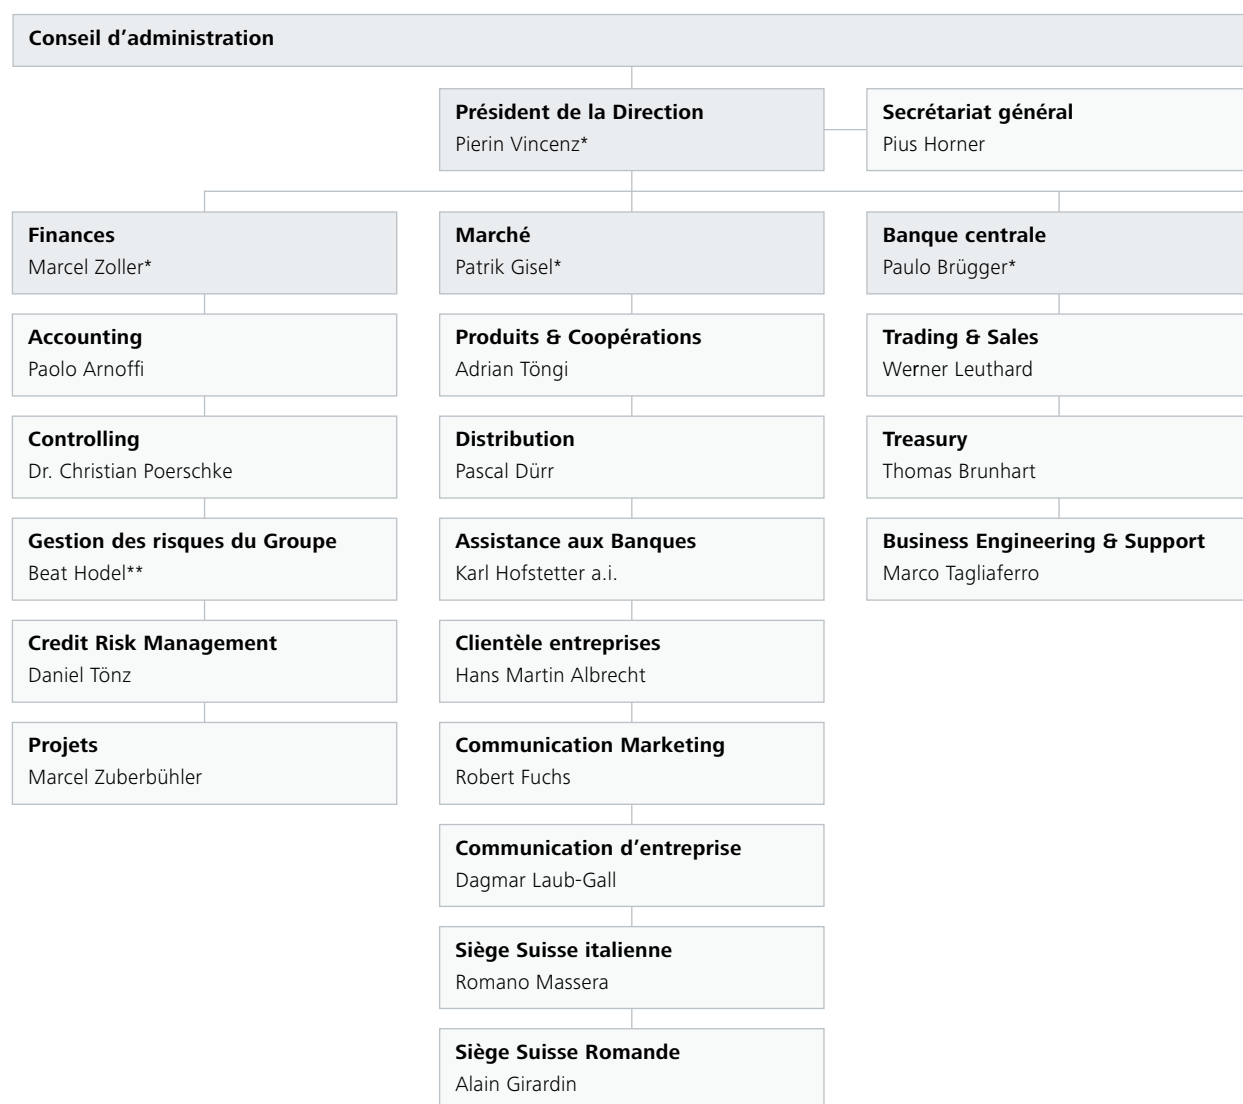 Conseil d’administration
Président de la Direction
Pierin Vincenz*
Secrétariat général
Pius Horner
Finances
Marcel Zoller*
Accounting
Paolo Arnoffi
Controlling
Dr. Christian Poerschke
Gestion des risques du Groupe
Beat Hodel**
Credit Risk Management
Daniel Tönz
Projets
Marcel Zuberbühler
Marché
Patrik Gisel*
Produits & Coopérations
Adrian Töngi
Distribution
Pascal Dürr
Assistance aux Banques
Karl Hofstetter a.i.
Clientèle entreprises
Hans Martin Albrecht
Communication Marketing
Robert Fuchs
Communication d’entreprise
Dagmar Laub-Gall
Siège Suisse italienne
Romano Massera
Siège Suisse Romande
Alain Girardin
Banque centrale
Paulo Brügger*
Trading & Sales
Werner Leuthard
Treasury
Thomas Brunhart
Business Engineering & Support
Marco Tagliaferro